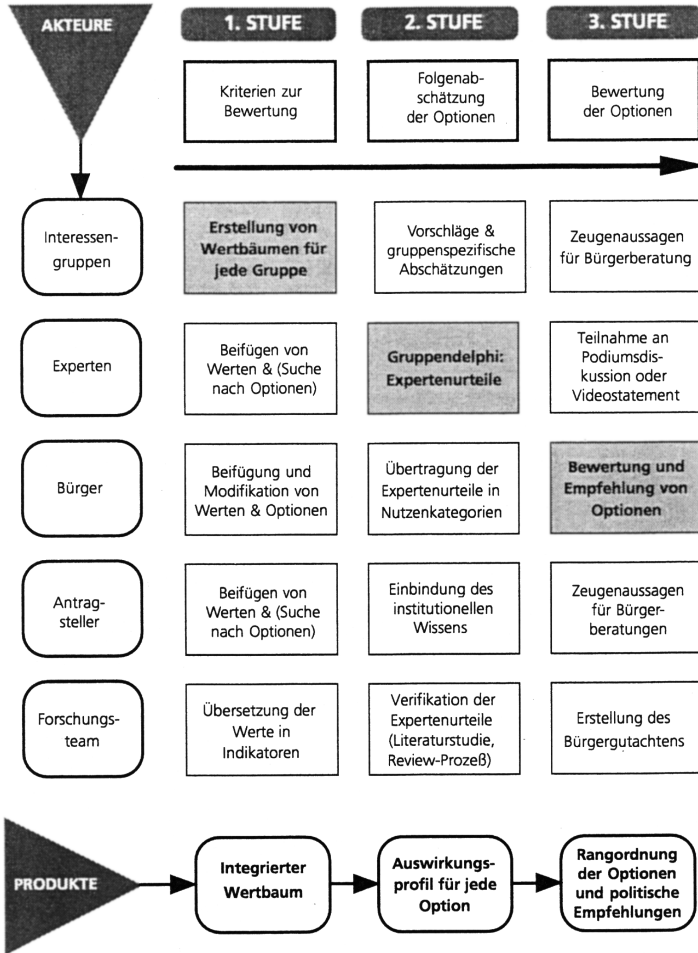 AKTEURE
1. STUFE
2. STUFE
3. STUFE
Kriterien zur
Bewertung
Folgenab-
schätzung
der Optionen
Bewertung
der Optionen
Interessen-
gruppen
Erstellung von
Wertbäumen für
jede Gruppe
Vorschläge &
gruppenspezifische
Abschätzungen
Zeugenaussagen
für Bürgerberatung
Experten
Beifügen von
Werten & (Suche
nach Optionen)
Gruppendelphi:
Expertenurteile
Teilnahme an
Podiumsdis-
kussion oder
Videostatement
Bürger
Beifügung und
Modifikation von
Werten & Optionen
Übertragung der
Expertenurteile in
Nutzenkategorien
Bewertung und
Empfehlung von
Optionen
Antrag-
steller
Beifügen von
Werten & (Suche
nach Optionen)
Einbindung des
institutionellen
Wissens
Zeugenaussagen
für Bürger-
beratungen
Forschungs-
team
Übersetzung der
Werte in
Indikatoren
Verifikation der
Expertenurteile
(Literaturstudie,
Review-Prozeß)
Erstellung des
Bürgergutachtens
PRODUKTE
Integrierter
Wertbaum
Auswirkungs-
profil für jede
Option
Rangordnung
der Optionen
und politische
Empfehlungen